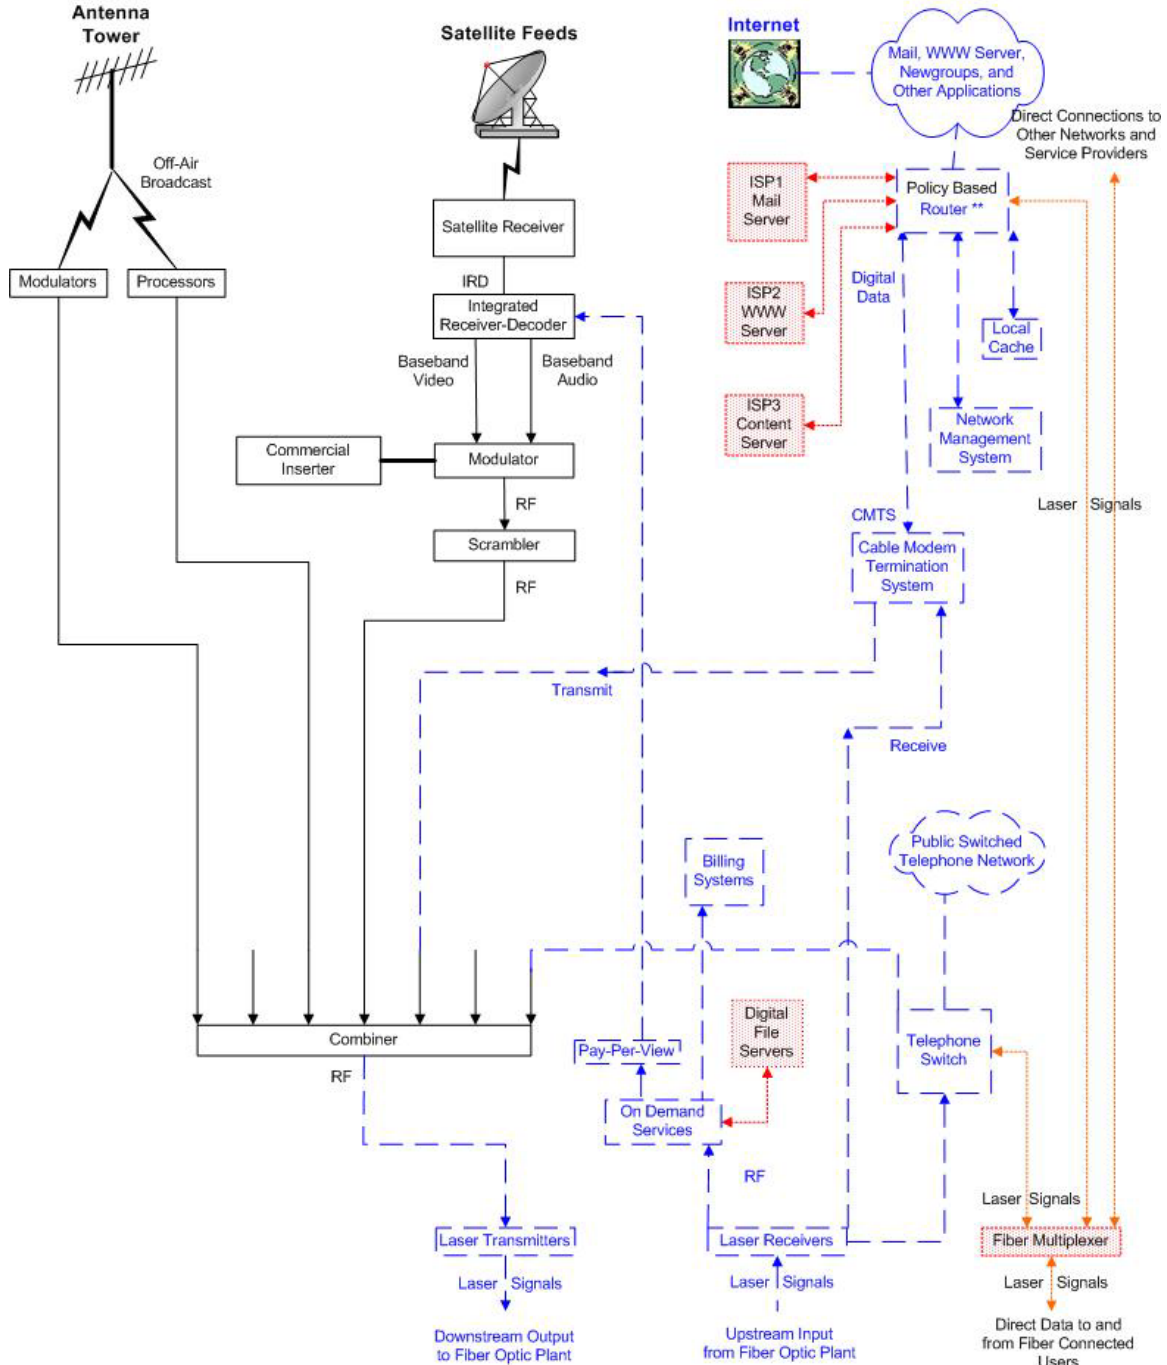 Antenna
Tower
Satellite Feeds
Internet
Mail, WWW Server,
Newgroups, and
Other Applications
Direct Connections to
Other Networks and
Service Providers
Off-Air
Broadcast
ISP1
Mail
Server
Policy Based
Router **
Satellite Receiver
Modulators
Processors
IRD
Digital
Data
Integrated
Receiver-Decoder
ISP2
WWW
Server
Local
Cache
Baseband
Video
Baseband
Audio
ISP3
Content
Server
Network
Management
System
Commercial
Inserter
Modulator
RF
Laser Signals
CMTS
Scrambler
Cable Modem
Termination
System
RF
Transmit
Receive
Public Switched
Telephone Network
Billing
Systems
Digital
File
Servers
Combiner
Telephone
Switch
Pay-Per-View
RF
On Demand
Services
RF
Laser Signals
Laser Transmitters
Laser Receivers
Fiber Multiplexer
Laser Signals
Laser Signals
Laser Signals
Downstream Output
to Fiber Optic Plant
Upstream Input
from Fiber Optic Plant
Direct Data to and
from Fiber Connected
Users